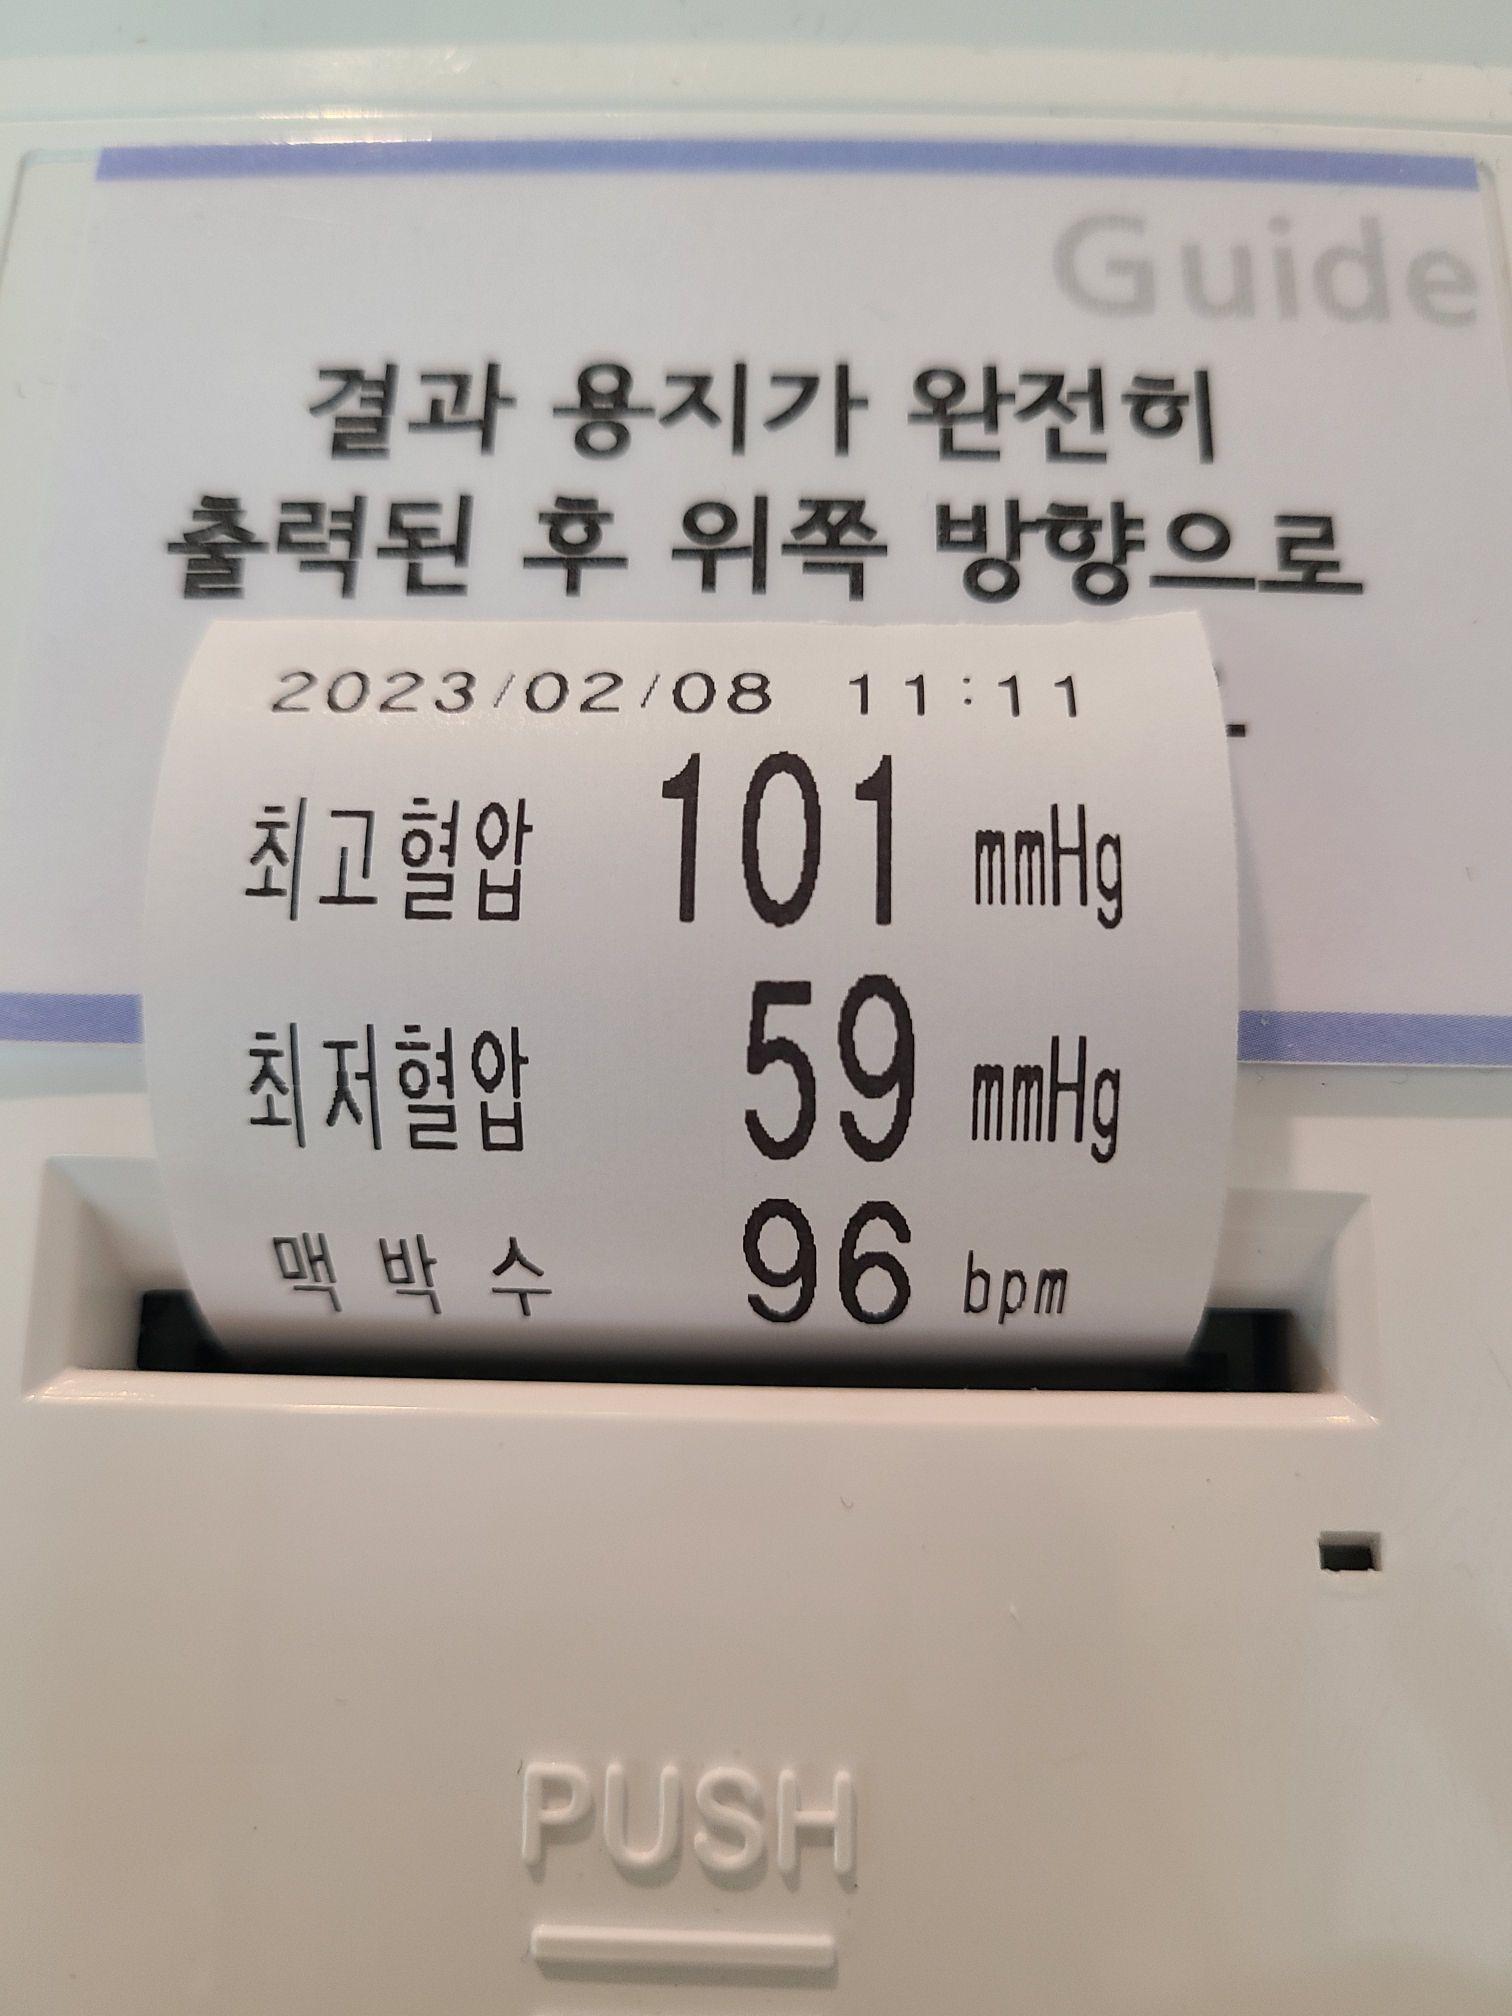 Guide
결과 용지가 완전히
출력된 후 위쪽 방향으로
2023/02/08 11:11
최고혈압 101 mmHg
최저혈압 59 mmHg
맥박수 96 bpm
PUSH